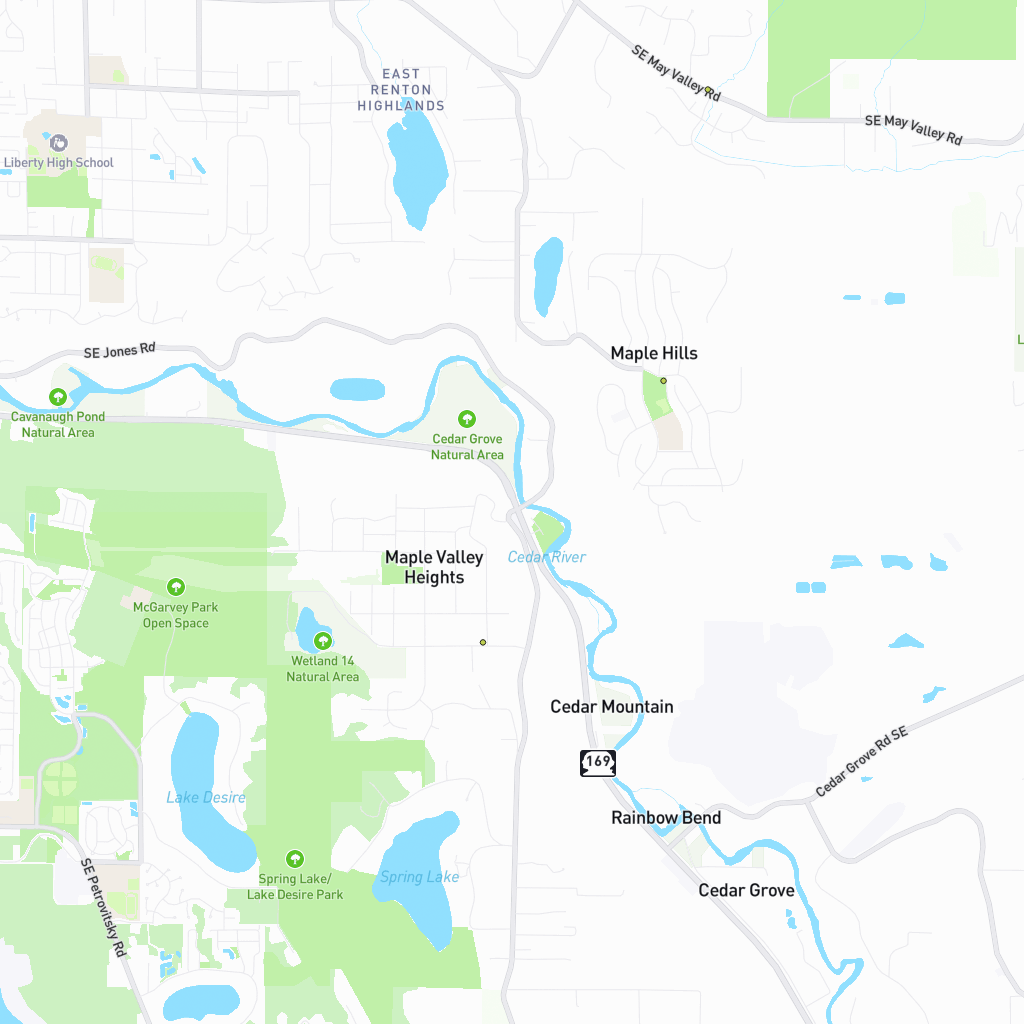 EAST
RENTON
HIGHLANDS
SE May Valley Rd
SE May Valley Rd
Liberty High School
SE Jones Rd
Maple Hills
Cavanaugh Pond
Natural Area
Cedar Grove
Natural Area
Maple Valley
Heights
Cedar River
McGarvey Park
Open Space
Wetland 14
Natural Area
Cedar Mountain
169
Cedar Grove Rd SE
Lake Desire
Rainbow Bend
Spring Lake/
Lake Desire Park
Spring Lake
Cedar Grove
SE Petrovitsky Rd